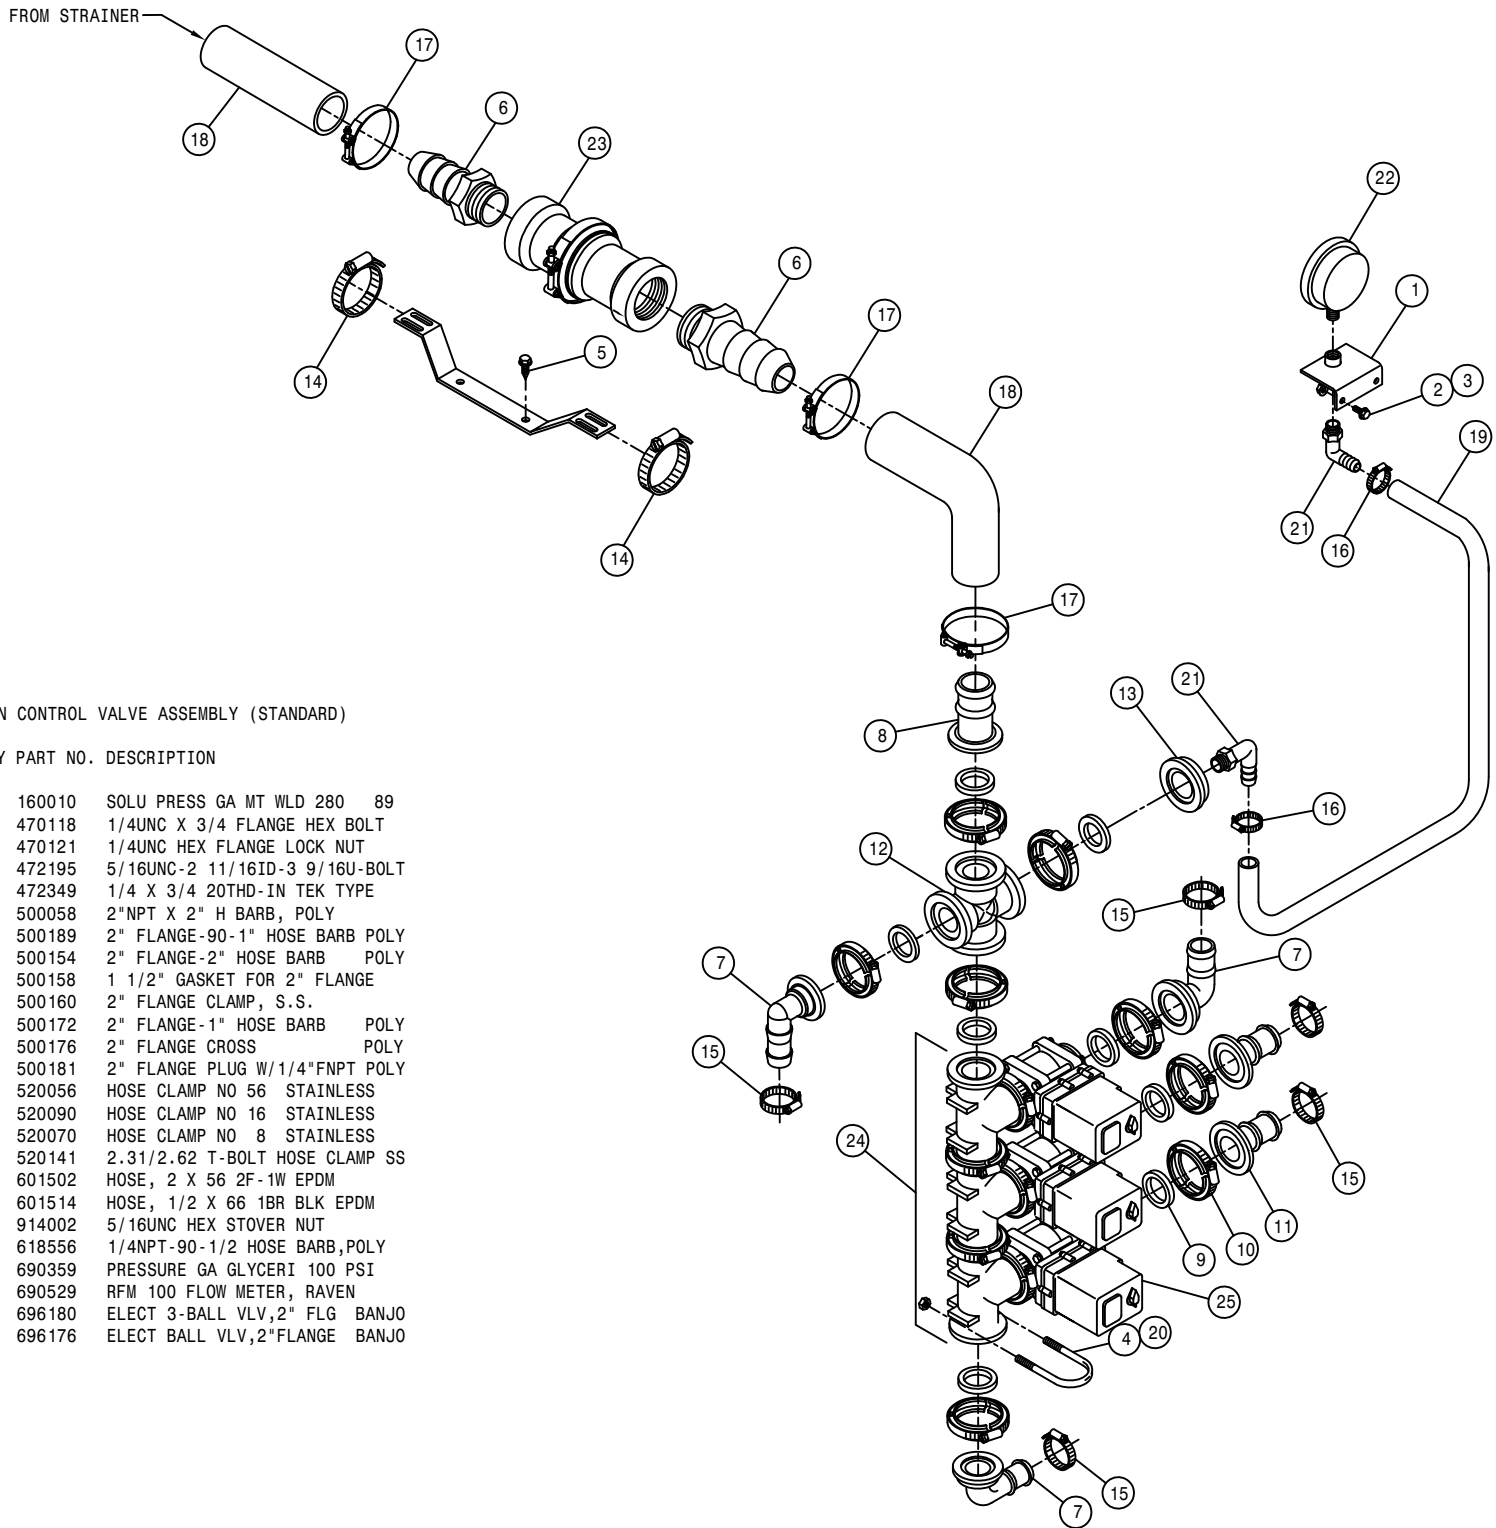 FROM STRAINER
17
18
6
23
22
6
1
14
5
17
2
3
18
19
14
21
16
17
13
21
8
16
12
15
7
7
15
24
15
9
10
11
25
4
20
15
7
N CONTROL VALVE ASSEMBLY (STANDARD)
Y PART NO. DESCRIPTION
160010 SOLU PRESS GA MT WLD 280 89
470118 1/4UNC X 3/4 FLANGE HEX BOLT
470121 1/4UNC HEX FLANGE LOCK NUT
472195 5/16UNC-2 11/16ID-3 9/16U-BOLT
472349 1/4 X 3/4 20THD-IN TEK TYPE
500058 2"NPT X 2" H BARB, POLY
500189 2" FLANGE-90-1" HOSE BARB POLY
500154 2" FLANGE-2" HOSE BARB POLY
500158 1 1/2" GASKET FOR 2" FLANGE
500160 2" FLANGE CLAMP, S.S.
500172 2" FLANGE-1" HOSE BARB POLY
500176 2" FLANGE CROSS POLY
500181 2" FLANGE PLUG W/1/4"FNPT POLY
520056 HOSE CLAMP NO 56 STAINLESS
520090 HOSE CLAMP NO 16 STAINLESS
520070 HOSE CLAMP NO 8 STAINLESS
520141 2.31/2.62 T-BOLT HOSE CLAMP SS
601502 HOSE, 2 X 56 2F-1W EPDM
601514 HOSE, 1/2 X 66 1BR BLK EPDM
914002 5/16UNC HEX STOVER NUT
618556 1/4NPT-90-1/2 HOSE BARB,POLY
690359 PRESSURE GA GLYCERI 100 PSI
690529 RFM 100 FLOW METER, RAVEN
696180 ELECT 3-BALL VLV,2" FLG BANJO
696176 ELECT BALL VLV,2"FLANGE BANJO